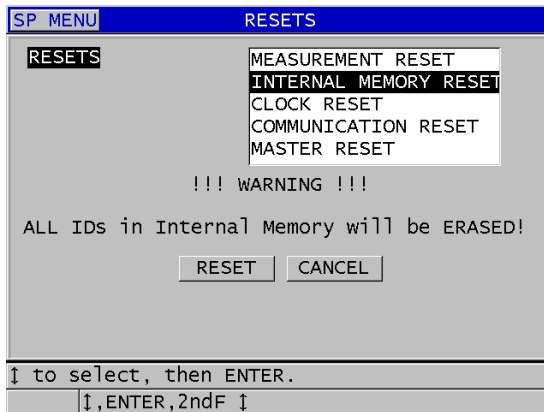 SP MENU RESETS
RESETS
MEASUREMENT RESET
INTERNAL MEMORY RESET
CLOCK RESET
COMMUNICATION RESET
MASTER RESET
!!! WARNING !!!
ALL IDs in Internal Memory will be ERASED!
RESET CANCEL
↕ to select, then ENTER.
↕,ENTER,2ndF ↕